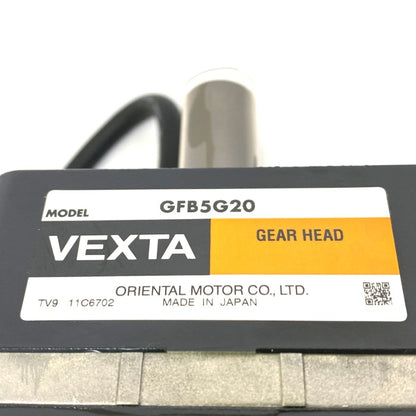 MODEL GFB5G20
VEXTA GEAR HEAD
ORIENTAL MOTOR CO., LTD.
TV9 11C6702 MADE IN JAPAN